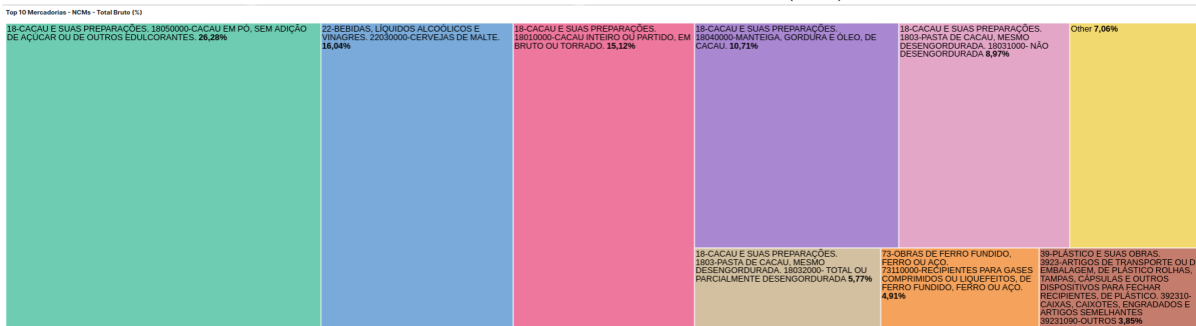 Top 10 Mercadorias - NCMs - Total Bruto (%)
18-CACAU E SUAS PREPARAÇÕES. 18050000-CACAU EM PÓ, SEM ADIÇÃO
DE AÇUCAR OU DE OUTROS EDULCORANTES. 26,28%
22-BEBIDAS, LÍQUIDOS ALCOÓLICOS E
VINAGRES. 22030000-CERVEJAS DE MALTE.
16,04%
18-CACAU E SUAS PREPARAÇÕES.
18010000-CACAU INTEIRO OU PARTIDO, EM
BRUTO OU TORRADO. 15,12%
18-CACAU E SUAS PREPARAÇÕES.
18040000-MANTEIGA, GORDURA E ÓLEO, DE
CACAU. 10,71%
18-CACAU E SUAS PREPARAÇÕES.
1803-PASTA DE CACAU, MESMO
DESENGORDURADA. 18031000- NÃO
DESENGORDURADA 8,97%
Other 7,06%
18-CACAU E SUAS PREPARAÇÕES.
1803-PASTA DE CACAU, MESMO
DESENGORDURADA. 18032000- TOTAL OU
PARCIALMENTE DESENGORDURADA 5,77%
73-OBRAS DE FERRO FUNDIDO,
FERRO OU AÇO.
73110000-RECIPIENTES PARA GASES
COMPRIMIDOS OU LIQUEFEITOS, DE
FERRO FUNDIDO, FERRO OU AÇO.
4,91%
39-PLÁSTICO E SUAS OBRAS.
3923-ARTIGOS DE TRANSPORTE OU D
EMBALAGEM, DE PLÁSTICO ROLHAS,
TAMPAS, CÁPSULAS E OUTROS
DISPOSITIVOS PARA FECHAR
RECIPIENTES, DE PLÁSTICO. 392310-
CAIXAS, CAIXOTES, ENGRADADOS E
ARTIGOS SEMELHANTES
39231090-OUTROS 3,85%